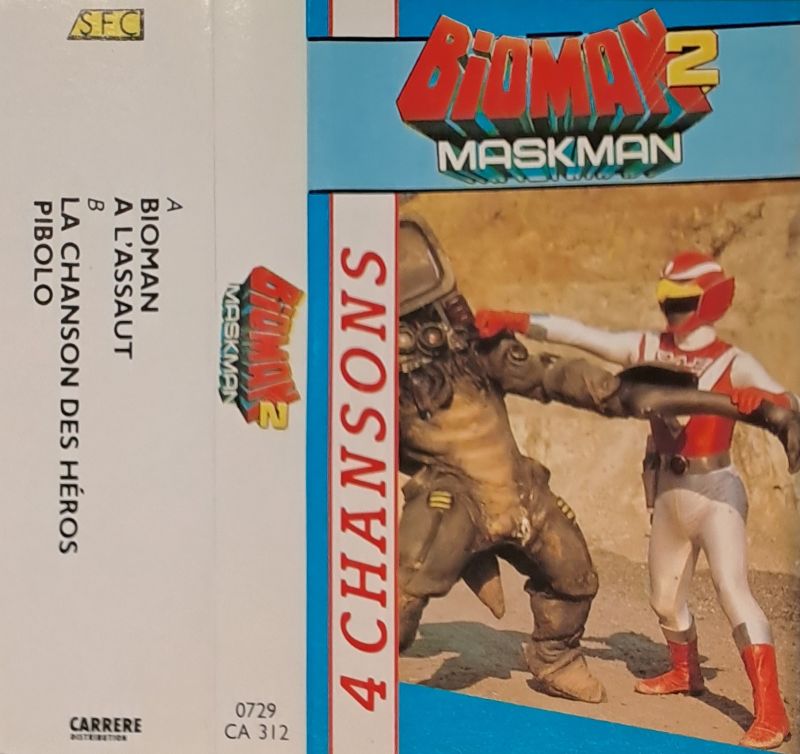 SFC
A
BIOMAN
A L'ASSAUT
B
LA CHANSON DES HÉROS
PIBOLO
CARRERE
DISTRIBUTION
BIOMAN 2
MASKMAN
0729
CA 312
4 CHANSONS
BIOMAN 2
MASKMAN